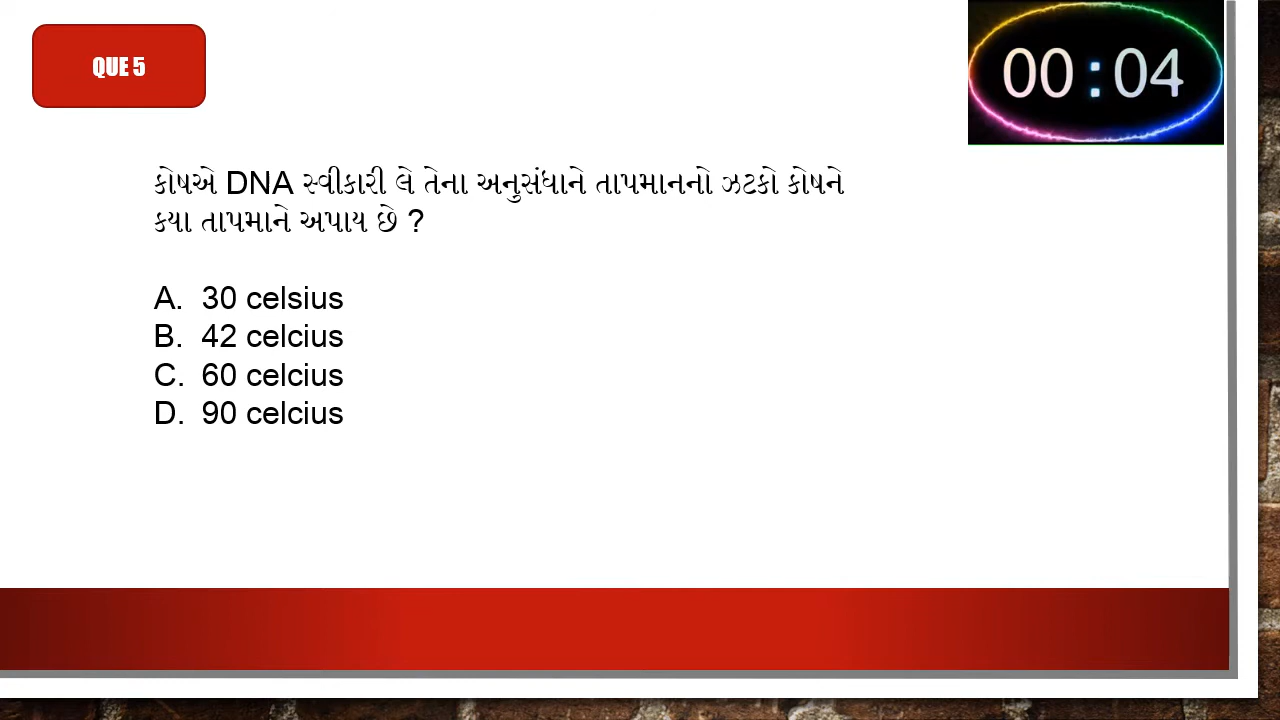 QUE 5
00:04
કોષએ DNA સ્વીકારી લે તેના અનુસંધાને તાપમાનનો ઝટકો કોષને
કયા તાપમાને અપાય છે ?
A. 30 celsius
B. 42 celcius
C. 60 celcius
D. 90 celcius